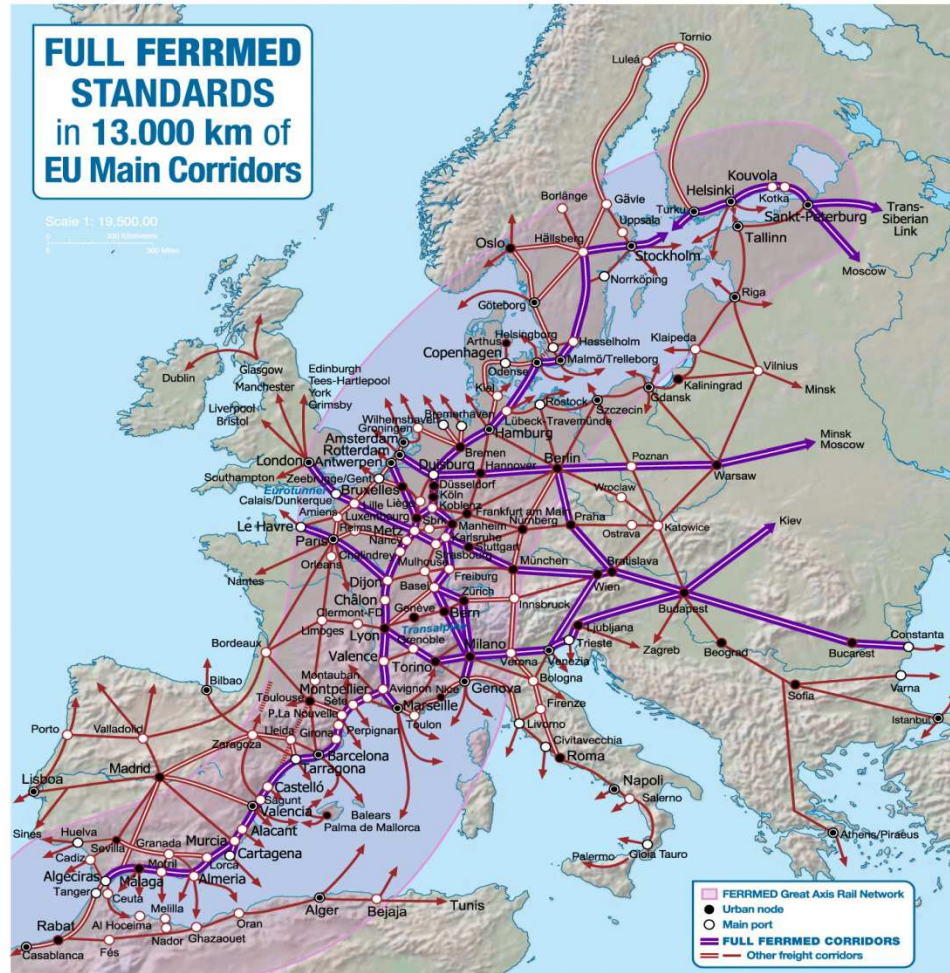 FULL FERRMED
STANDARDS
in 13.000 km of
EU Main Corridors
Scale 1: 19,500,00
300 Kilometers
300 Miles
Tornio
Luleá
Borlänge
Gävle
Uppsala
Oslo
Hällsberg
Stockholm
Norrköping
Turku
Helsinki
Kouvola
Kotka
Sankt-Peterburg
Trans-
Siberian
Link
Moscow
Tallinn
Riga
Göteborg
Helsingborg
Arthus
Copenhagen
Odense
Hasselholm
Malmö/Trelleborg
Klaipeda
Vilnius
Minsk
Kaliningrad
Gdansk
Kiel
Rostock
Szczecin
Lübeck-Travemünde
Hamburg
Dublin
Glasgow
Manchester
Edinburgh
Tees-Hartlepool
York
Grimsby
Liverpool
Bristol
London
Southampton
Eurotunnel
Calais/Dunkerque
Wilhemshaven
Bremerhaven
Groningen
Amsterdam
Rotterdam
Antwerpen
Zeebrugge/Gent
Bruxelles
Bremen
Duisburg
Hannover
Berlin
Poznan
Warsaw
Minsk
Moscow
Düsseldorf
Köln
Koblenz
Lille
Liège
Luxembourg
Amiens
Le Havre
Paris
Reims
Metz
Nancy
Sbrk
Frankfurt am Main
Manheim
Karlsruhe
Nürnberg
Wroclaw
Praha
Ostrava
Katowice
Kiev
Stuttgart
Strasbourg
Chalindrey
Orleans
Nantes
Mulhouse
Freiburg
Basel
Zürich
München
Innsbruck
Bratislava
Wien
Budapest
Dijon
Châlon
Genève
Bern
Transalpine
Clermont-FD
Limoges
Lyon
Grenoble
Valence
Torino
Milano
Verona
Venezia
Trieste
Ljubljana
Zagreb
Beograd
Bucarest
Constanta
Varna
Sofia
Istanbul
Bordeaux
Bilbao
Montauban
Toulouse
Montpellier
Sète
P.La Nouvelle
Avignon
Marseille
Toulon
Nice
Genova
Bologna
Firenze
Livorno
Civitavecchia
Roma
Napoli
Salerno
Palermo
Gioia Tauro
Athens/Piraeus
Perpignan
Girona
Lleida
Zaragoza
Barcelona
Tarragona
Castelló
Sagunt
Valencia
Balears
Palma de Mallorca
Porto
Valladolid
Madrid
Lisboa
Sines
Huelva
Sevilla
Cadiz
Granada
Motril
Murcia
Alacant
Cartagena
Lorca
Almeria
Málaga
Algeciras
Tanger
Ceuta
Rabat
Casablanca
Fés
Al Hoceima
Melilla
Nador
Ghazaouet
Oran
Alger
Bejaja
Tunis
FERRMED Great Axis Rail Network
Urban node
Main port
FULL FERRMED CORRIDORS
Other freight corridors